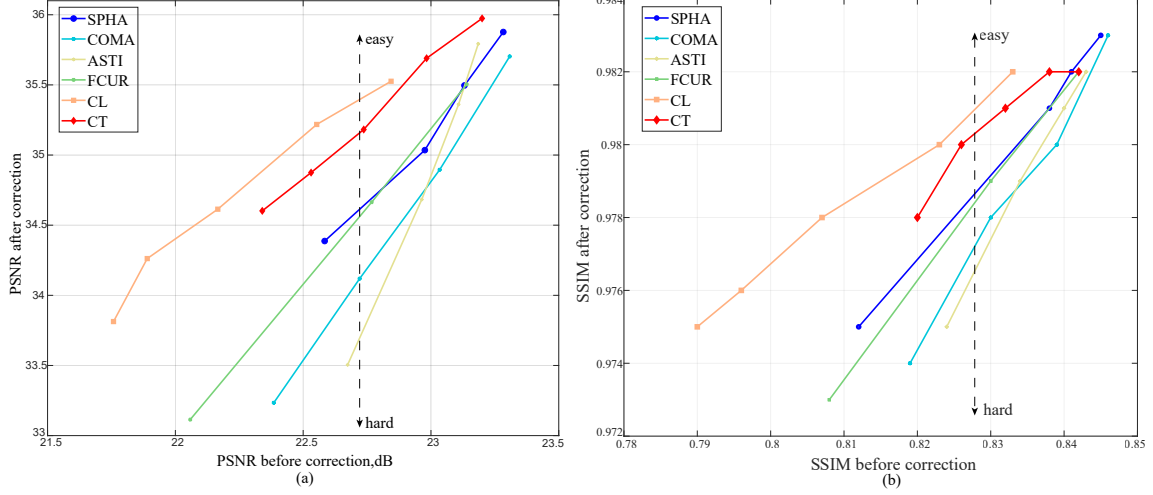 36
35.5
35
34.5
34
33.5
33
21.5
22
22.5
23
23.5
PSNR after correction
PSNR before correction,dB
(a)
SPHA
COMA
ASTI
FCUR
CL
CT
easy
hard
0.984
0.982
0.98
0.978
0.976
0.974
0.972
0.78
0.79
0.8
0.81
0.82
0.83
0.84
0.85
SSIM after correction
SSIM before correction
(b)
SPHA
COMA
ASTI
FCUR
CL
CT
easy
hard